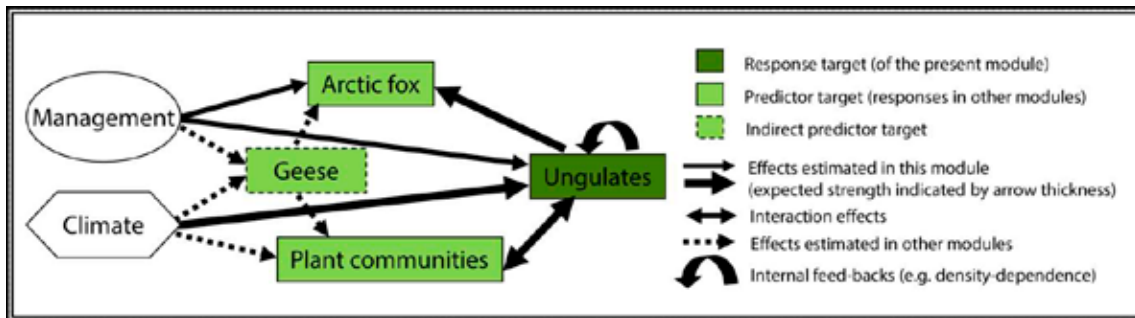 Management
Climate
Arctic fox
Geese
Plant communities
Ungulates
Response target (of the present module)
Predictor target (responses in other modules)
Indirect predictor target
Effects estimated in this module
(expected strength indicated by arrow thickness)
Interaction effects
Effects estimated in other modules
Internal feed-backs (e.g. density-dependence)